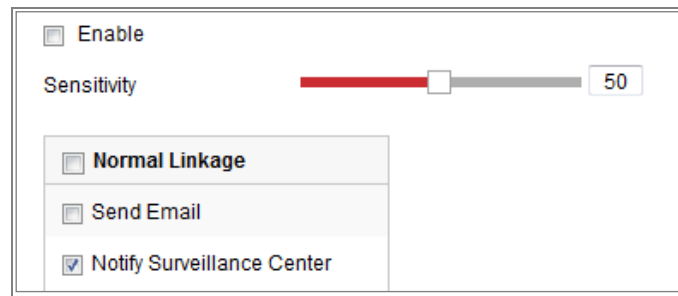 Enable
Sensitivity 50
Normal Linkage
Send Email
Notify Surveillance Center